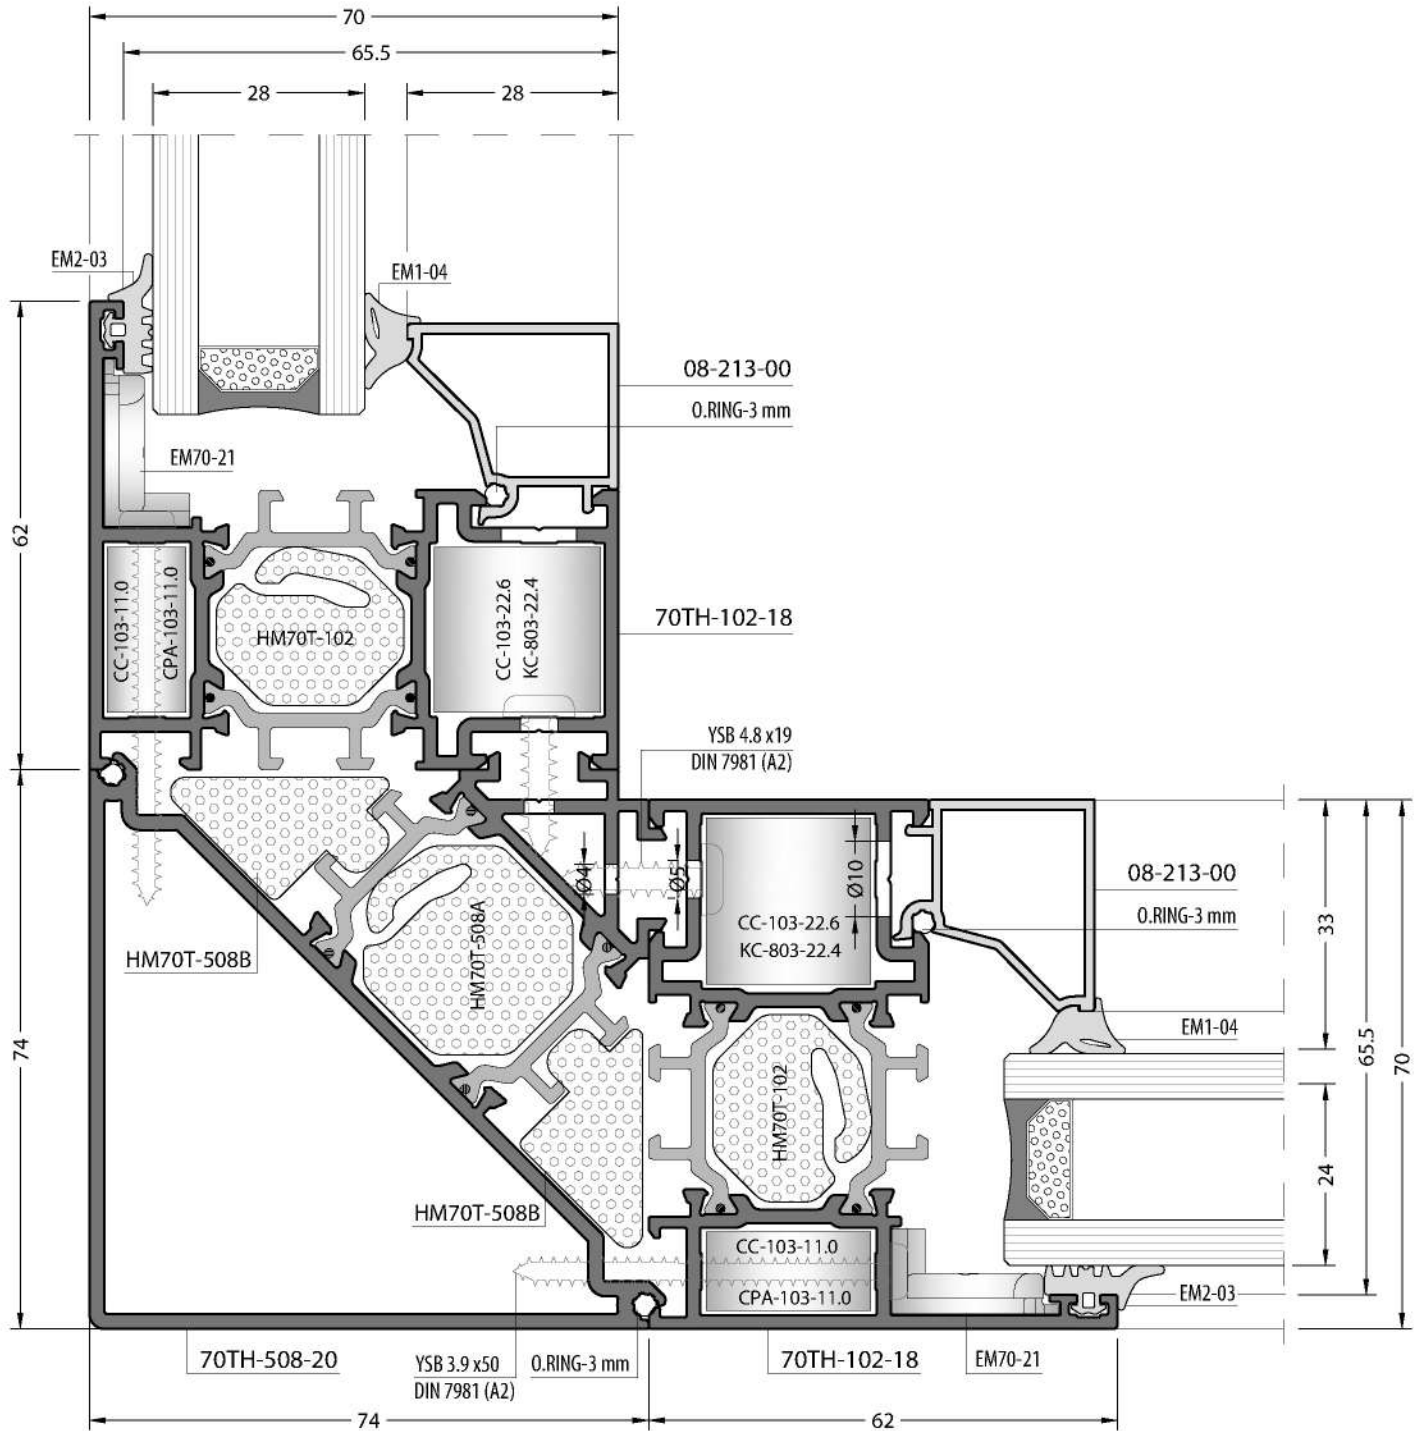 70
65.5
28
28
EM2-03
EM1-04
08-213-00
O.RING-3 mm
EM70-21
62
CC-103-11.0
CPA-103-11.0
HM70T-102
CC-103-22.6
KC-803-22.4
70TH-102-18
YSB 4.8 x19
DIN 7981 (A2)
HM70T-508B
HM70T-508A
Ø4
Ø5
Ø10
CC-103-22.6
KC-803-22.4
08-213-00
O.RING-3 mm
33
EM1-04
65.5
70
74
HM70T-102
24
HM70T-508B
CC-103-11.0
CPA-103-11.0
EM2-03
70TH-508-20
YSB 3.9 x50
DIN 7981 (A2)
O.RING-3 mm
70TH-102-18
EM70-21
74
62